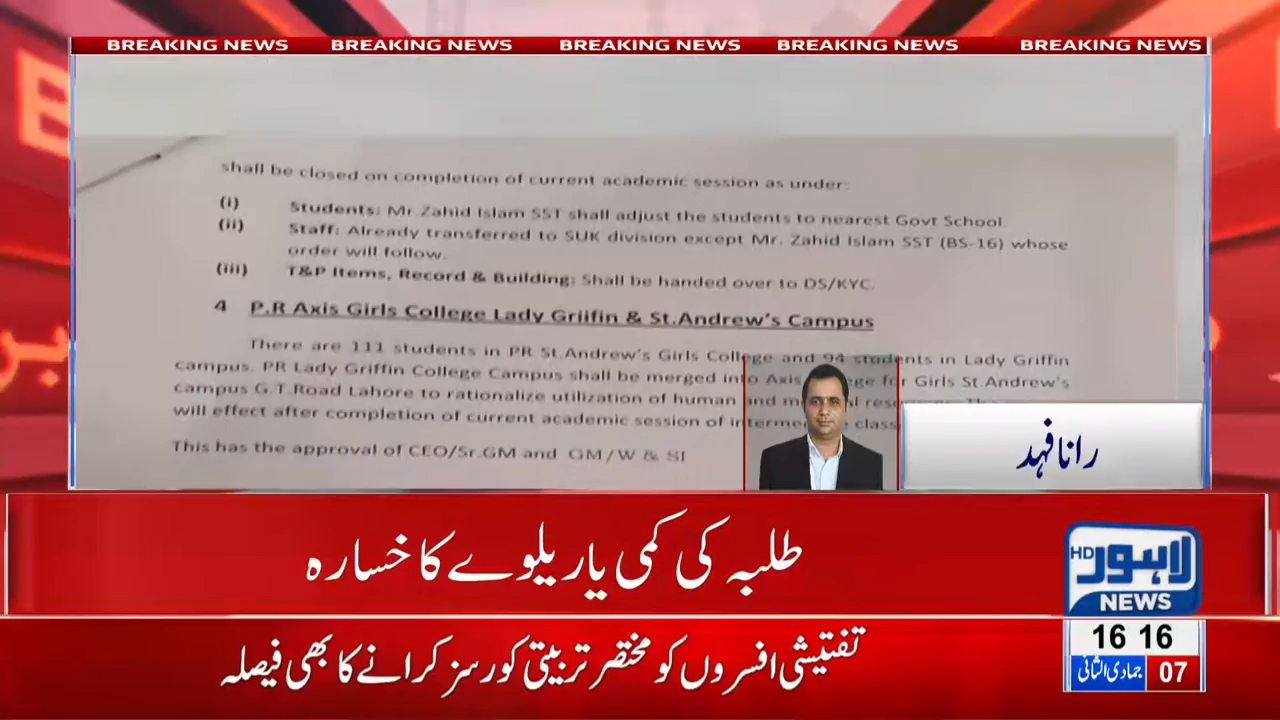 BREAKING NEWS BREAKING NEWS BREAKING NEWS BREAKING NEWS BREAKING NEWS
shall be closed on completion of current academic session as under:
(i) Students: Mr.Zahid Islam SST shall adjust the students to nearest Govt School.
(ii) Staff: Already transferred to SUK division except Mr. Zahid Islam SST (BS-16) whose
order will follow.
(iii) T&P Items, Record & Building: Shall be handed over to DS/KYC.
4 P.R Axis Girls College Lady Griifin & St.Andrew's Campus
There are 111 students in PR St.Andrew's Girls College and 94 students in Lady Griffin
campus. PR Lady Griffin College Campus shall be merged into Axis for Girls St.Andrew's
campus G.T.Road Lahore to rationalize utilization of human and
will effect after completion of current academic session of
This has the approval of CEO/Sr.GM and GM/W & SI
رانا فہد
طلبہ کی کمی یا ریلوے کا خسارہ
HD لاہور
NEWS
تفتیشی افسروں کو مختصر تربیتی کورسز کرانے کا بھی فیصلہ
16 16
07 جمادی الثانی